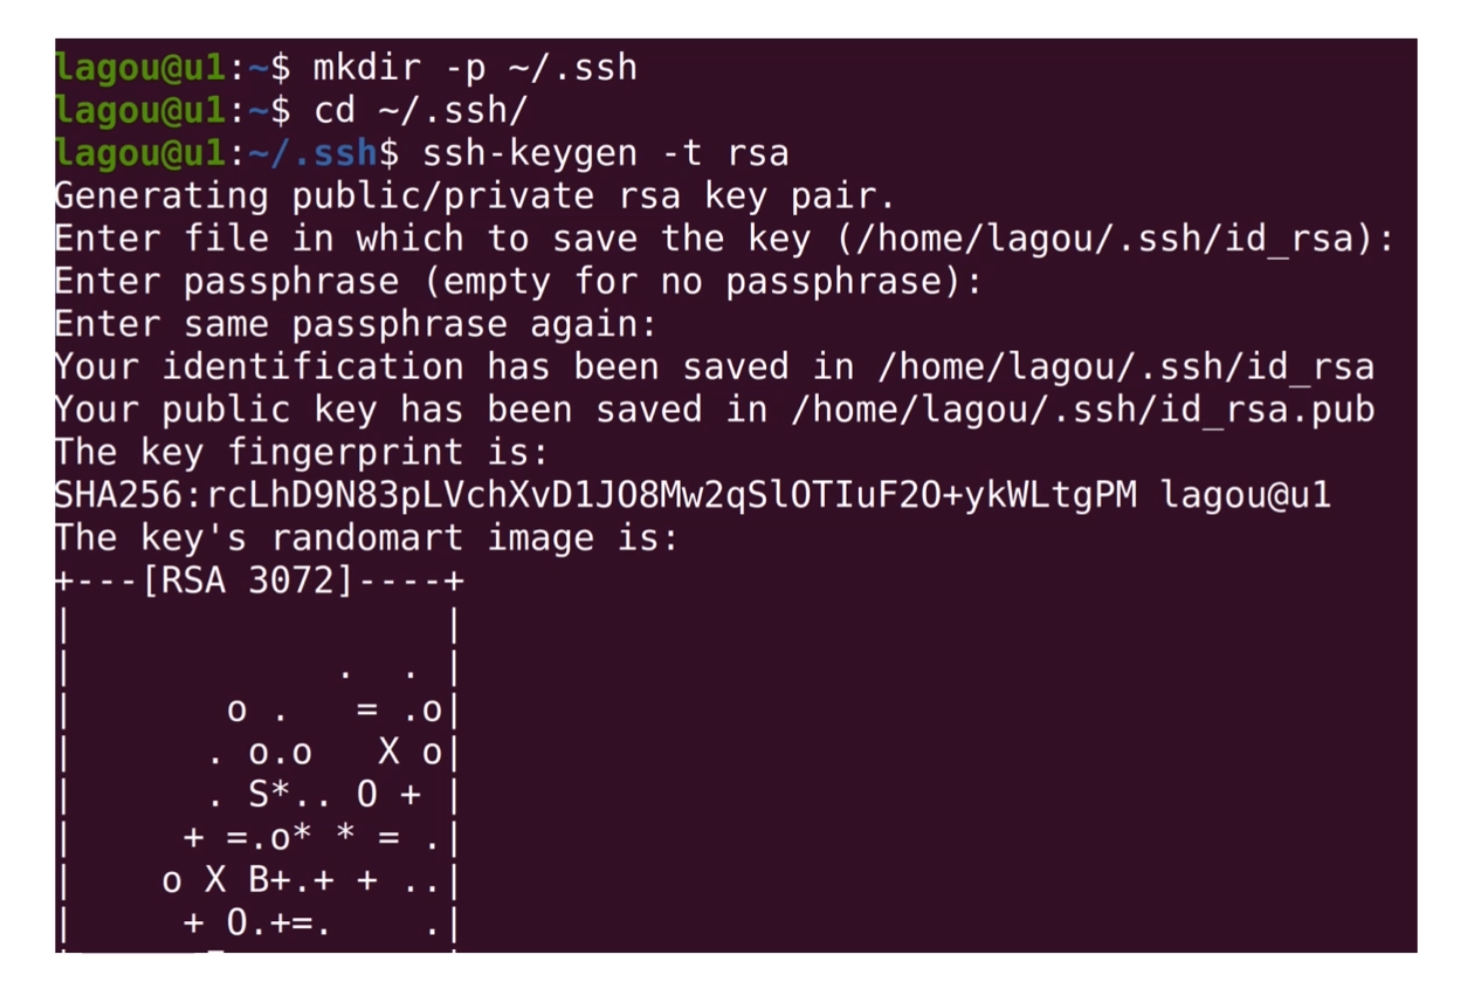 lagou@u1:~$ mkdir -p ~/.ssh
lagou@u1:~$ cd ~/.ssh/
lagou@u1:~/.ssh$ ssh-keygen -t rsa
Generating public/private rsa key pair.
Enter file in which to save the key (/home/lagou/.ssh/id_rsa):
Enter passphrase (empty for no passphrase):
Enter same passphrase again:
Your identification has been saved in /home/lagou/.ssh/id_rsa
Your public key has been saved in /home/lagou/.ssh/id_rsa.pub
The key fingerprint is:
SHA256:rcLhD9N83pLVchXvD1JO8Mw2qSlOTIuF2O+ykWLtgPM lagou@u1
The key's randomart image is:
+---[RSA 3072]----+
|                 |
|            .  . |
|       o .   = .o|
|      . o.o   X o|
|      . S*.. O + |
|     + =.o* * = .|
|    o X B+.+ + ..|
|     + O.+=.    .|